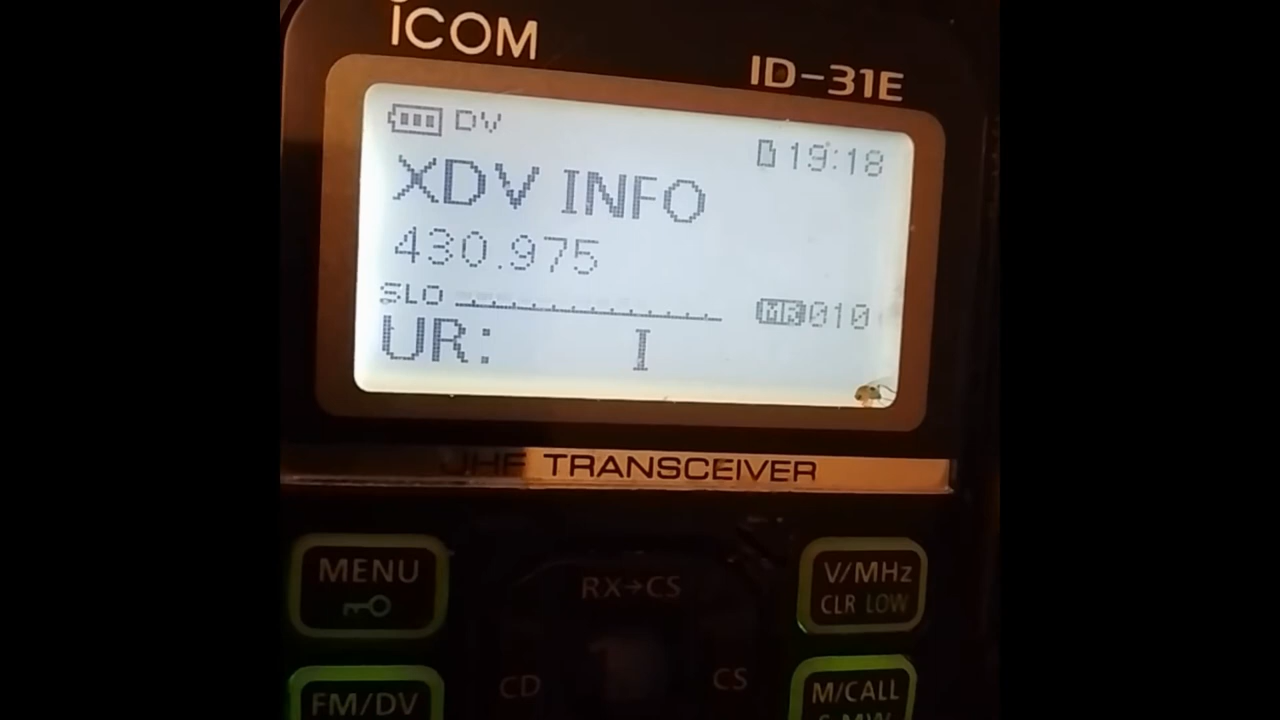 ICOM
ID-31E
DV
19:18
XDV INFO
430.975
SLO
M3 010
UR: I
UHF TRANSCEIVER
MENU
RX→CS
V/MHz
CLR LOW
CD
CS
FM/DV
M/CALL